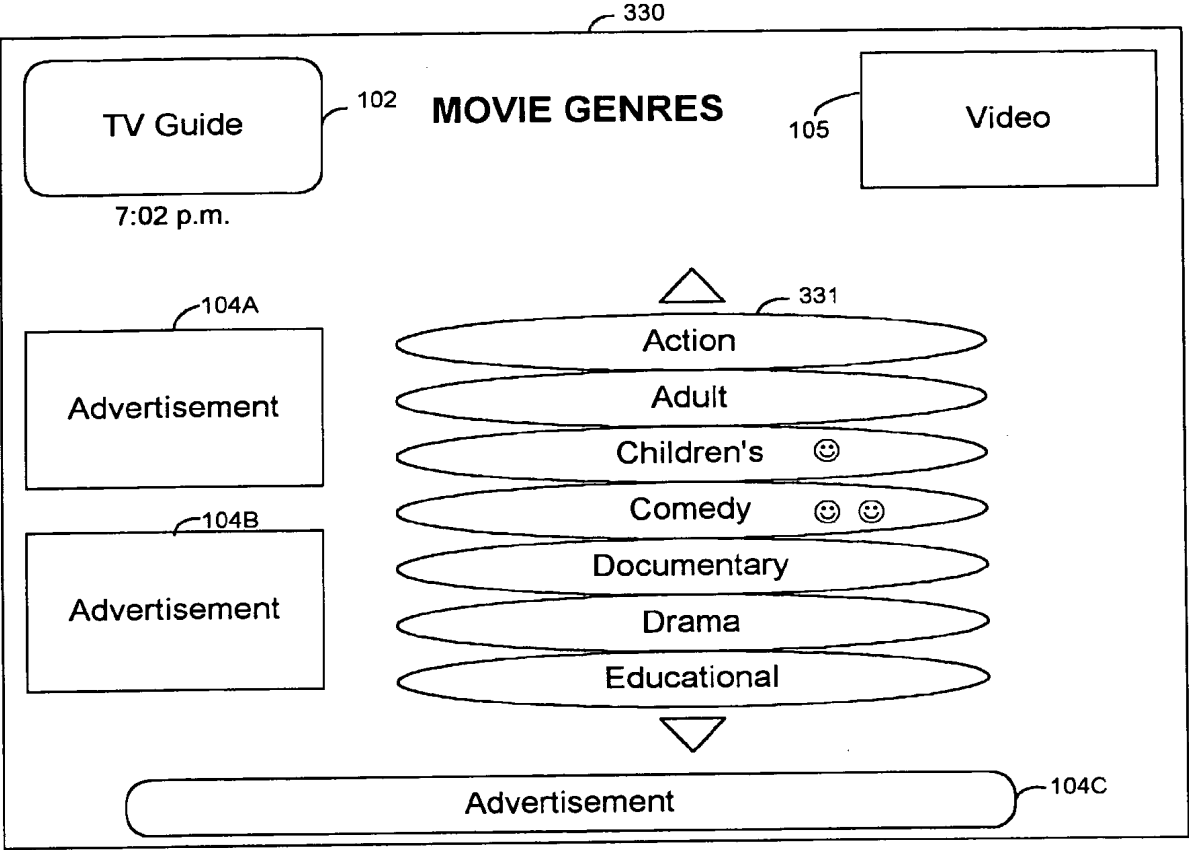 330
TV Guide
102
MOVIE GENRES
105
Video
7:02 p.m.
104A
Advertisement
104B
Advertisement
331
Action
Adult
Children's
Comedy
Documentary
Drama
Educational
Advertisement
104C